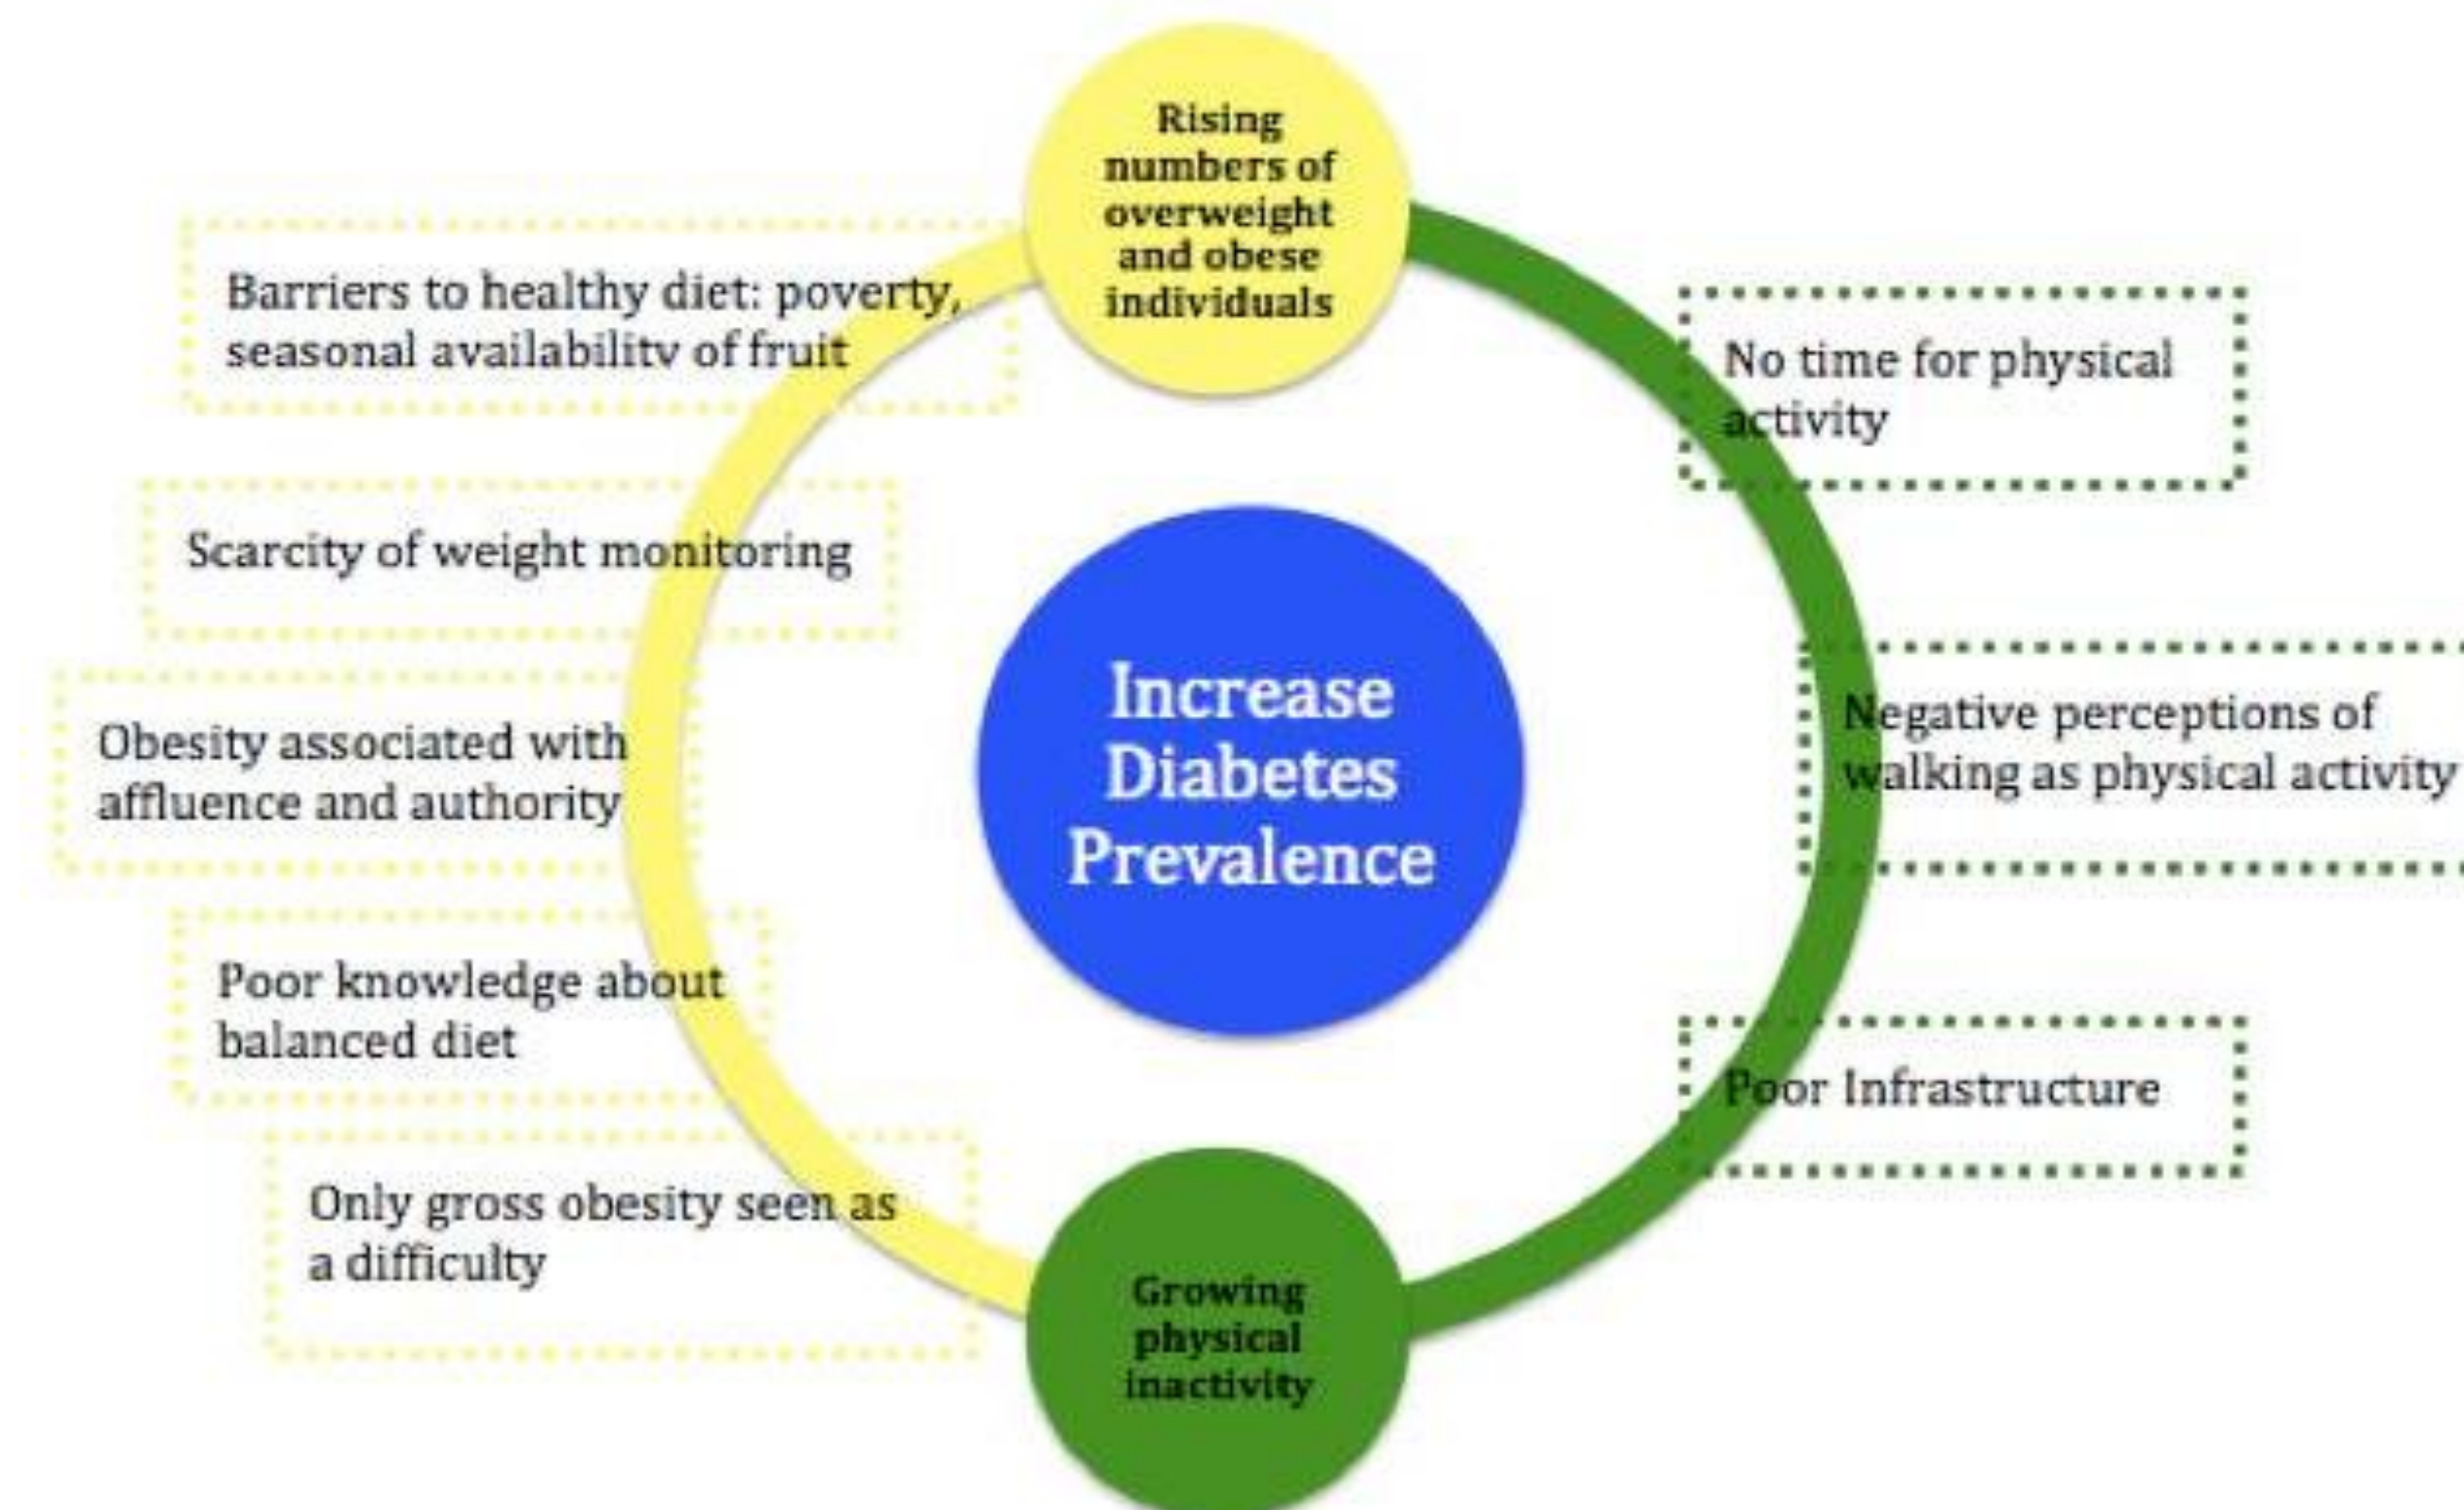 Rising
numbers of
overweight
and obese
individuals
Barriers to healthy diet: poverty,
seasonal availability of fruit
Scarcity of weight monitoring
Obesity associated with
affluence and authority
Poor knowledge about
balanced diet
Only gross obesity seen as
a difficulty
Increase
Diabetes
Prevalence
No time for physical
activity
Negative perceptions of
walking as physical activity
Poor Infrastructure
Growing
physical
inactivity